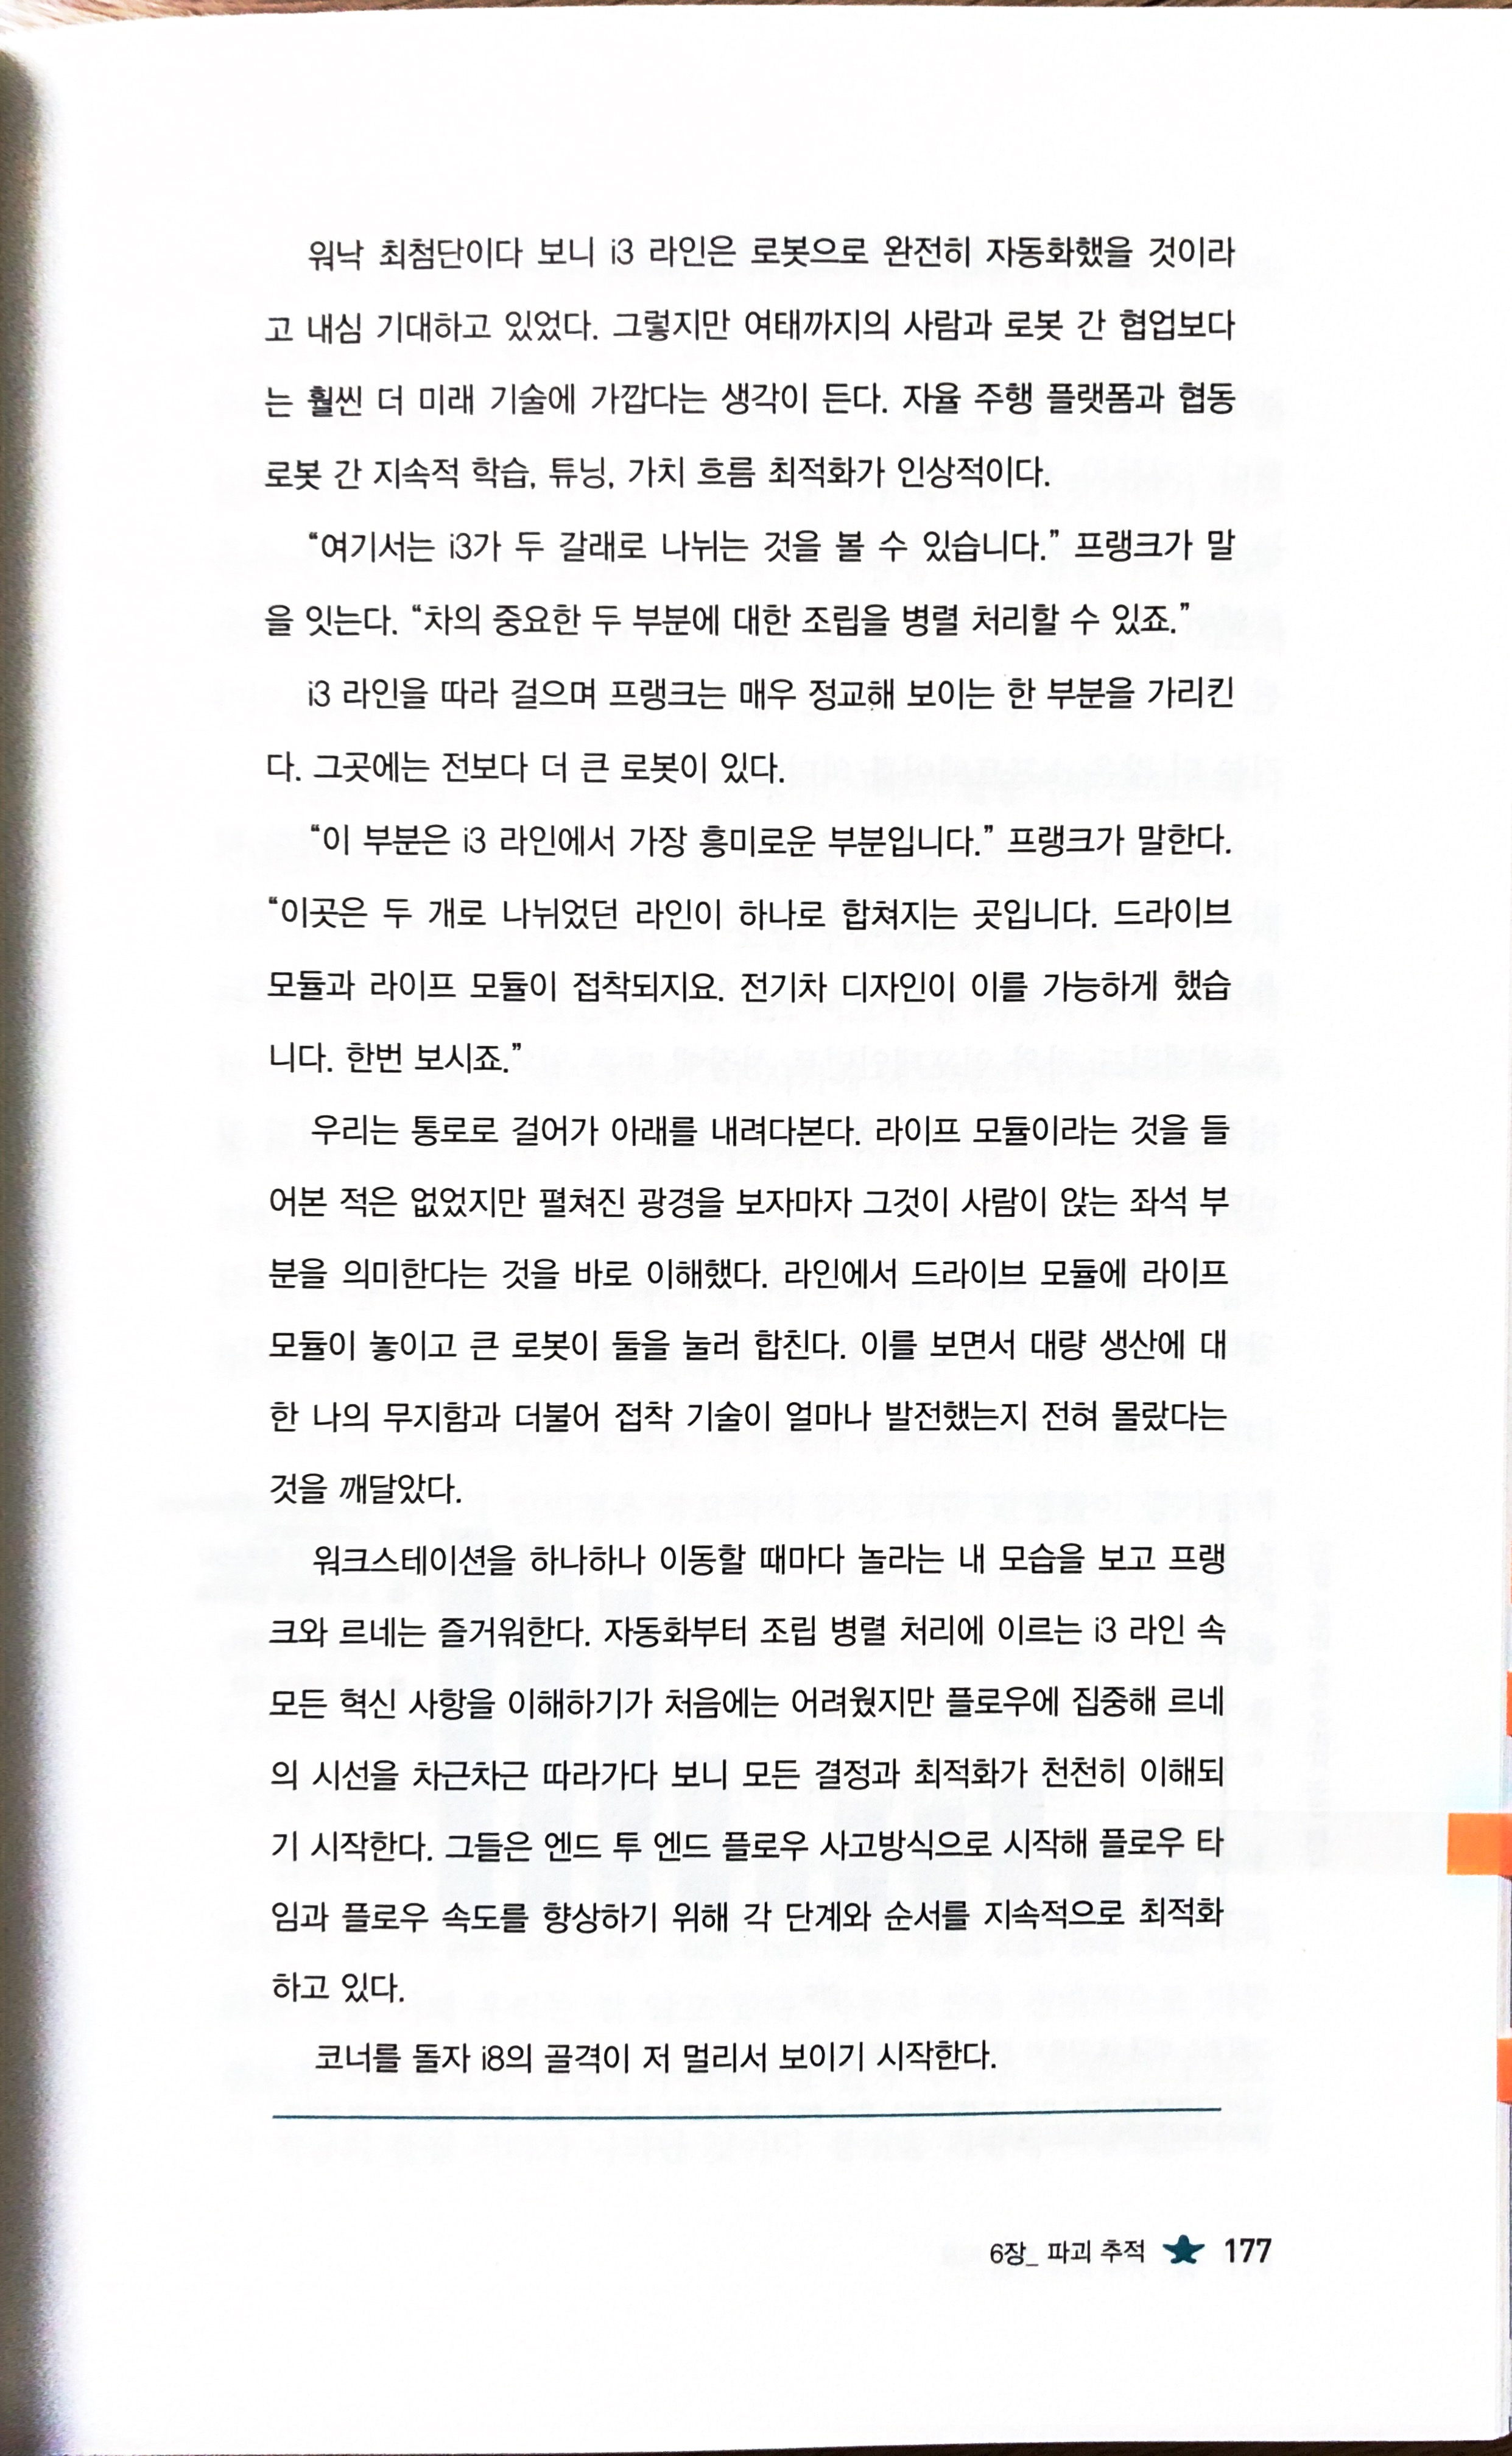 워낙 최첨단이다 보니 i3 라인은 로봇으로 완전히 자동화했을 것이라
고 내심 기대하고 있었다. 그렇지만 여태까지의 사람과 로봇 간 협업보다
는 훨씬 더 미래 기술에 가깝다는 생각이 든다. 자율 주행 플랫폼과 협동
로봇 간 지속적 학습, 튜닝, 가치 흐름 최적화가 인상적이다.
“여기서는 i3가 두 갈래로 나뉘는 것을 볼 수 있습니다.” 프랭크가 말
을 잇는다. “차의 중요한 두 부분에 대한 조립을 병렬 처리할 수 있죠.”
i3 라인을 따라 걸으며 프랭크는 매우 정교해 보이는 한 부분을 가리킨
다. 그곳에는 전보다 더 큰 로봇이 있다.
“이 부분은 i3 라인에서 가장 흥미로운 부분입니다.” 프랭크가 말한다.
“이곳은 두 개로 나뉘었던 라인이 하나로 합쳐지는 곳입니다. 드라이브
모듈과 라이프 모듈이 접착되지요. 전기차 디자인이 이를 가능하게 했습
니다. 한번 보시죠.”
우리는 통로로 걸어가 아래를 내려다본다. 라이프 모듈이라는 것을 들
어본 적은 없었지만 펼쳐진 광경을 보자마자 그것이 사람이 앉는 좌석 부
분을 의미한다는 것을 바로 이해했다. 라인에서 드라이브 모듈에 라이프
모듈이 놓이고 큰 로봇이 둘을 눌러 합친다. 이를 보면서 대량 생산에 대
한 나의 무지함과 더불어 접착 기술이 얼마나 발전했는지 전혀 몰랐다는
것을 깨달았다.
워크스테이션을 하나하나 이동할 때마다 놀라는 내 모습을 보고 프랭
크와 르네는 즐거워한다. 자동화부터 조립 병렬 처리에 이르는 i3 라인 속
모든 혁신 사항을 이해하기가 처음에는 어려웠지만 플로우에 집중해 르네
의 시선을 차근차근 따라가다 보니 모든 결정과 최적화가 천천히 이해되
기 시작한다. 그들은 엔드 투 엔드 플로우 사고방식으로 시작해 플로우 타
임과 플로우 속도를 향상하기 위해 각 단계와 순서를 지속적으로 최적화
하고 있다.
코너를 돌자 i8의 골격이 저 멀리서 보이기 시작한다.
6장_ 파괴 추적 177